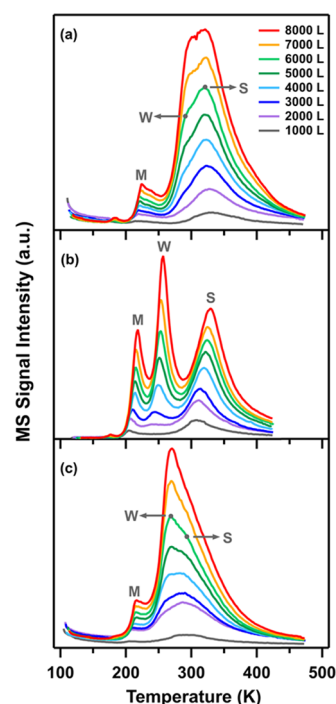 (a)
8000 L
7000 L
6000 L
5000 L
4000 L
3000 L
2000 L
1000 L
W
S
M
(b)
W
M
S
(c)
W
S
M
MS Signal Intensity (a.u.)
100 200 300 400 500
Temperature (K)